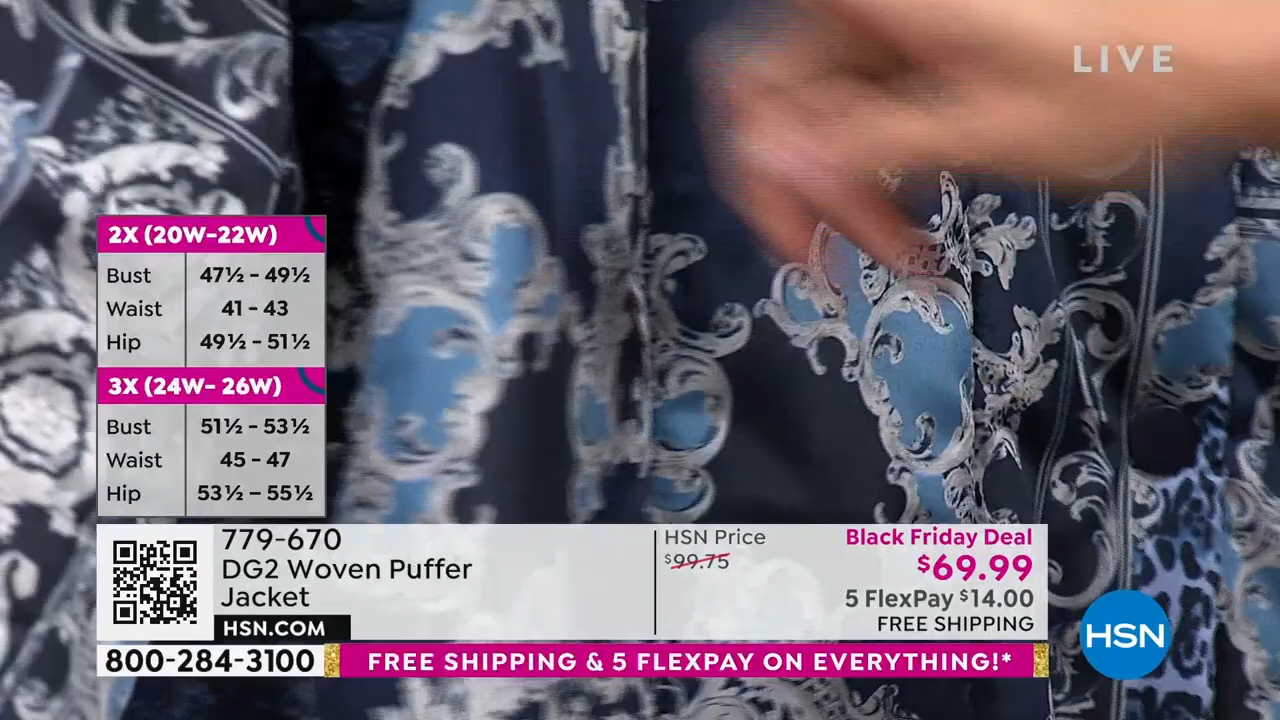 LIVE
2X (20W-22W)
Bust 47½ - 49½
Waist 41 - 43
Hip 49½ - 51½
3X (24W- 26W)
Bust 51½ - 53½
Waist 45 - 47
Hip 53½ - 55½
779-670
DG2 Woven Puffer
Jacket
HSN.COM
HSN Price
$99.75
Black Friday Deal
$69.99
5 FlexPay $14.00
FREE SHIPPING
HSN
800-284-3100
FREE SHIPPING & 5 FLEXPAY ON EVERYTHING!*